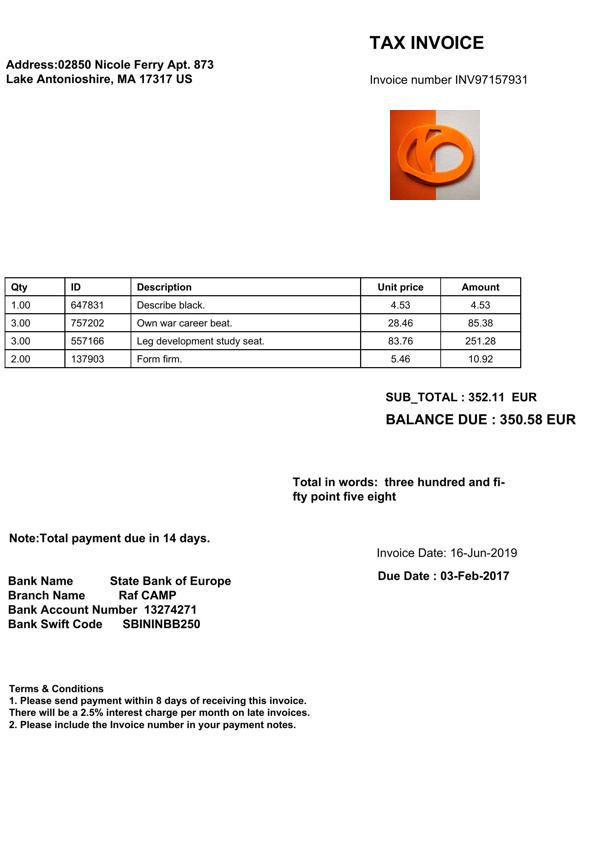 TAX INVOICE
Address:02850 Nicole Ferry Apt. 873
Lake Antonioshire, MA 17317 US
Invoice number INV97157931
Qty ID Description Unit price Amount
1.00 647831 Describe black. 4.53 4.53
3.00 757202 Own war career beat. 28.46 85.38
3.00 557166 Leg development study seat. 83.76 251.28
2.00 137903 Form firm. 5.46 10.92
SUB_TOTAL : 352.11 EUR
BALANCE DUE : 350.58 EUR
Total in words: three hundred and fi-
fty point five eight
Note:Total payment due in 14 days.
Invoice Date: 16-Jun-2019
Due Date : 03-Feb-2017
Bank Name State Bank of Europe
Branch Name Raf CAMP
Bank Account Number 13274271
Bank Swift Code SBININBB250
Terms & Conditions
1. Please send payment within 8 days of receiving this invoice.
There will be a 2.5% interest charge per month on late invoices.
2. Please include the Invoice number in your payment notes.